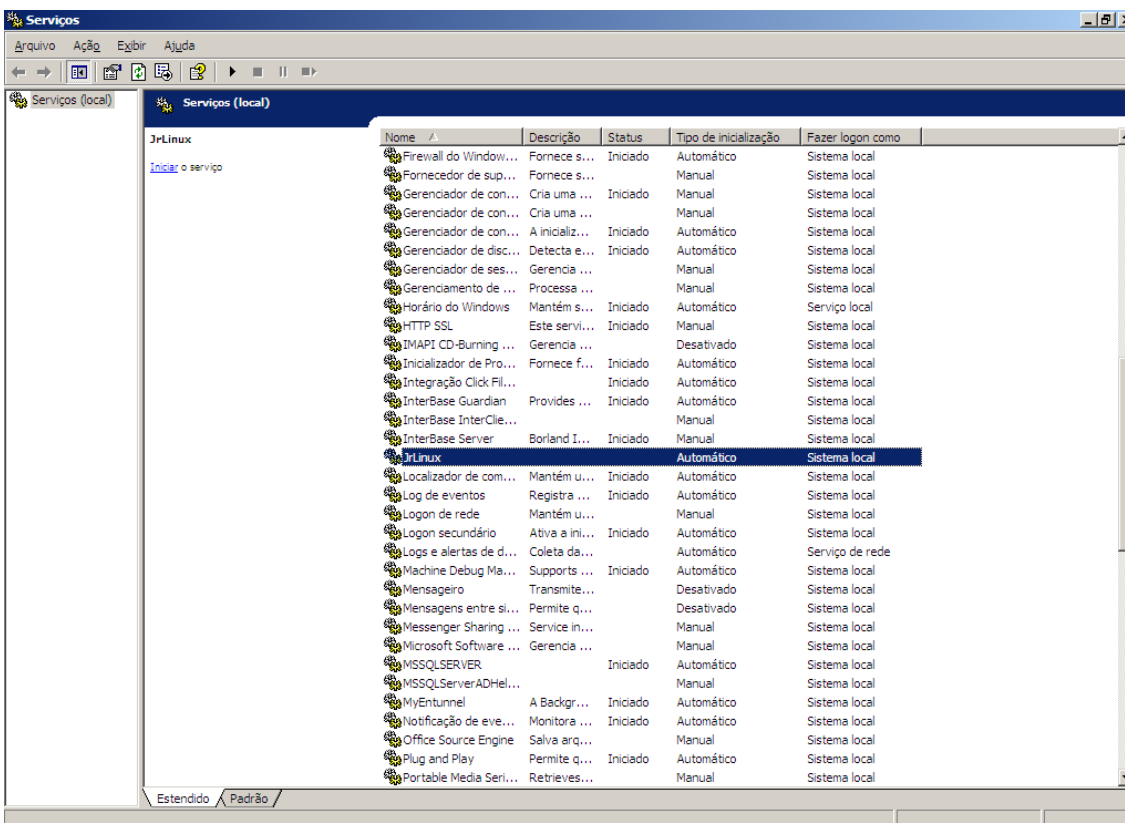 Serviços
Arquivo Ação Exibir Ajuda
Serviços (local)
Serviços (local)
JrLinux
Iniciar o serviço
Nome Descrição Status Tipo de inicialização Fazer logon como
Firewall do Window... Fornece s... Iniciado Automático Sistema local
Fornecedor de sup... Fornece s... Manual Sistema local
Gerenciador de con... Cria uma ... Iniciado Manual Sistema local
Gerenciador de con... Cria uma ... Manual Sistema local
Gerenciador de con... A inicializ... Iniciado Automático Sistema local
Gerenciador de disc... Detecta e... Iniciado Automático Sistema local
Gerenciador de ses... Gerencia ... Manual Sistema local
Gerenciamento de ... Processa ... Manual Sistema local
Horário do Windows Mantém s... Iniciado Automático Serviço local
HTTP SSL Este servi... Iniciado Manual Sistema local
IMAPI CD-Burning ... Gerencia ... Desativado Sistema local
Inicializador de Pro... Fornece f... Iniciado Automático Sistema local
Integração Click Fil... Iniciado Automático Sistema local
InterBase Guardian Provides ... Iniciado Automático Sistema local
InterBase InterClie... Manual Sistema local
InterBase Server Borland I... Iniciado Manual Sistema local
JrLinux Automático Sistema local
Localizador de com... Mantém u... Iniciado Automático Sistema local
Log de eventos Registra ... Iniciado Automático Sistema local
Logon de rede Mantém u... Manual Sistema local
Logon secundário Ativa a ini... Iniciado Automático Sistema local
Logs e alertas de d... Coleta da... Automático Serviço de rede
Machine Debug Ma... Supports ... Iniciado Automático Sistema local
Mensageiro Transmite... Desativado Sistema local
Mensagens entre si... Permite q... Desativado Sistema local
Messenger Sharing ... Service in... Manual Sistema local
Microsoft Software ... Gerencia ... Manual Sistema local
MSSQLSERVER Iniciado Automático Sistema local
MSSQLServerADHel... Manual Sistema local
MyEntunnel A Backgr... Iniciado Automático Sistema local
Notificação de eve... Monitora ... Iniciado Automático Sistema local
Office Source Engine Salva arq... Manual Sistema local
Plug and Play Permite q... Iniciado Automático Sistema local
Portable Media Seri... Retrieves... Manual Sistema local
Estendido Padrão